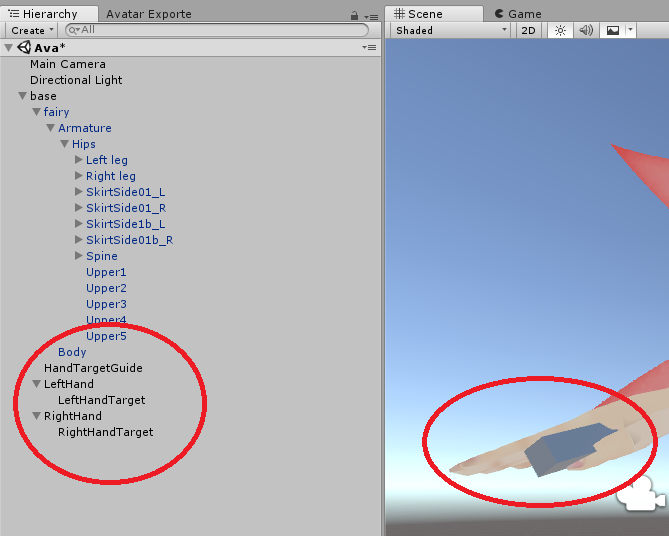 Hierarchy Avatar Exporte Scene Game
Create All Shaded 2D
Ava*
Main Camera
Directional Light
base
fairy
Armature
Hips
Left leg
Right leg
SkirtSide01_L
SkirtSide01_R
SkirtSide1b_L
SkirtSide01b_R
Spine
Upper1
Upper2
Upper3
Upper4
Upper5
Body
HandTargetGuide
LeftHand
LeftHandTarget
RightHand
RightHandTarget